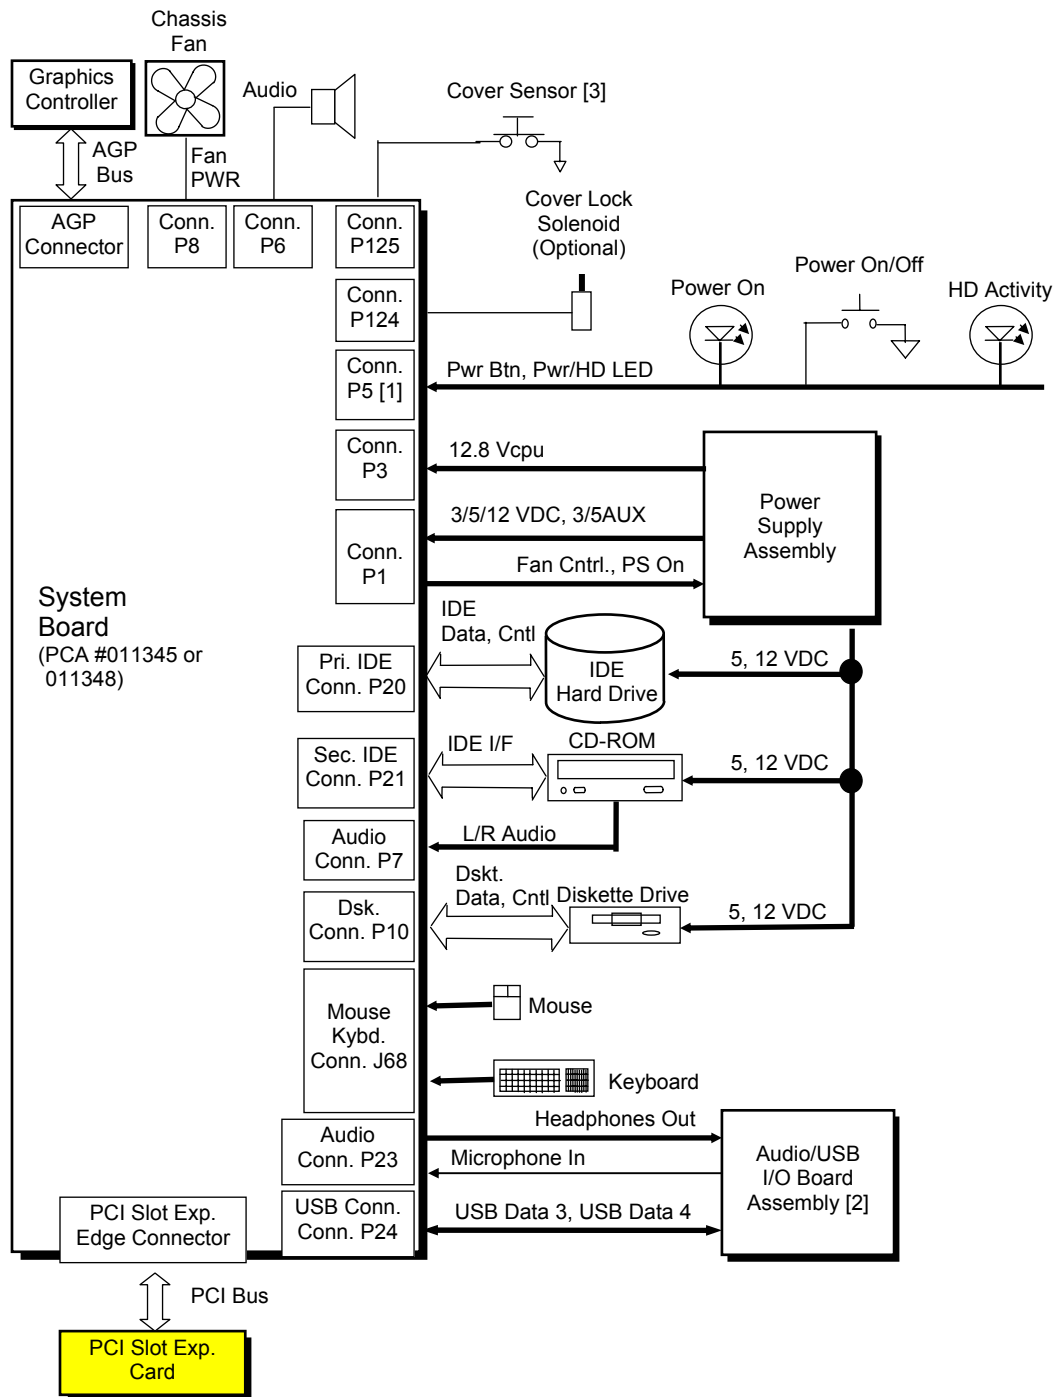 Chassis
Fan
Graphics
Controller
Audio
Cover Sensor [3]
AGP
Bus
Fan
PWR
Cover Lock
Solenoid
(Optional)
AGP
Connector
Conn.
P8
Conn.
P6
Conn.
P125
Power On
Power On/Off
HD Activity
Conn.
P124
Conn.
P5 [1]
Pwr Btn, Pwr/HD LED
Conn.
P3
12.8 Vcpu
Power
Supply
Assembly
3/5/12 VDC, 3/5AUX
Conn.
P1
Fan Cntrl., PS On
System
Board
(PCA #011345 or
011348)
IDE
Data, Cntl
Pri. IDE
Conn. P20
IDE
Hard Drive
5, 12 VDC
Sec. IDE
Conn. P21
IDE I/F
CD-ROM
5, 12 VDC
Audio
Conn. P7
L/R Audio
Dskt.
Data, Cntl
Diskette Drive
Dsk.
Conn. P10
5, 12 VDC
Mouse
Kybd.
Conn. J68
Mouse
Keyboard
Headphones Out
Audio
Conn. P23
Microphone In
Audio/USB
I/O Board
Assembly [2]
USB Conn.
Conn. P24
USB Data 3, USB Data 4
PCI Slot Exp.
Edge Connector
PCI Bus
PCI Slot Exp.
Card